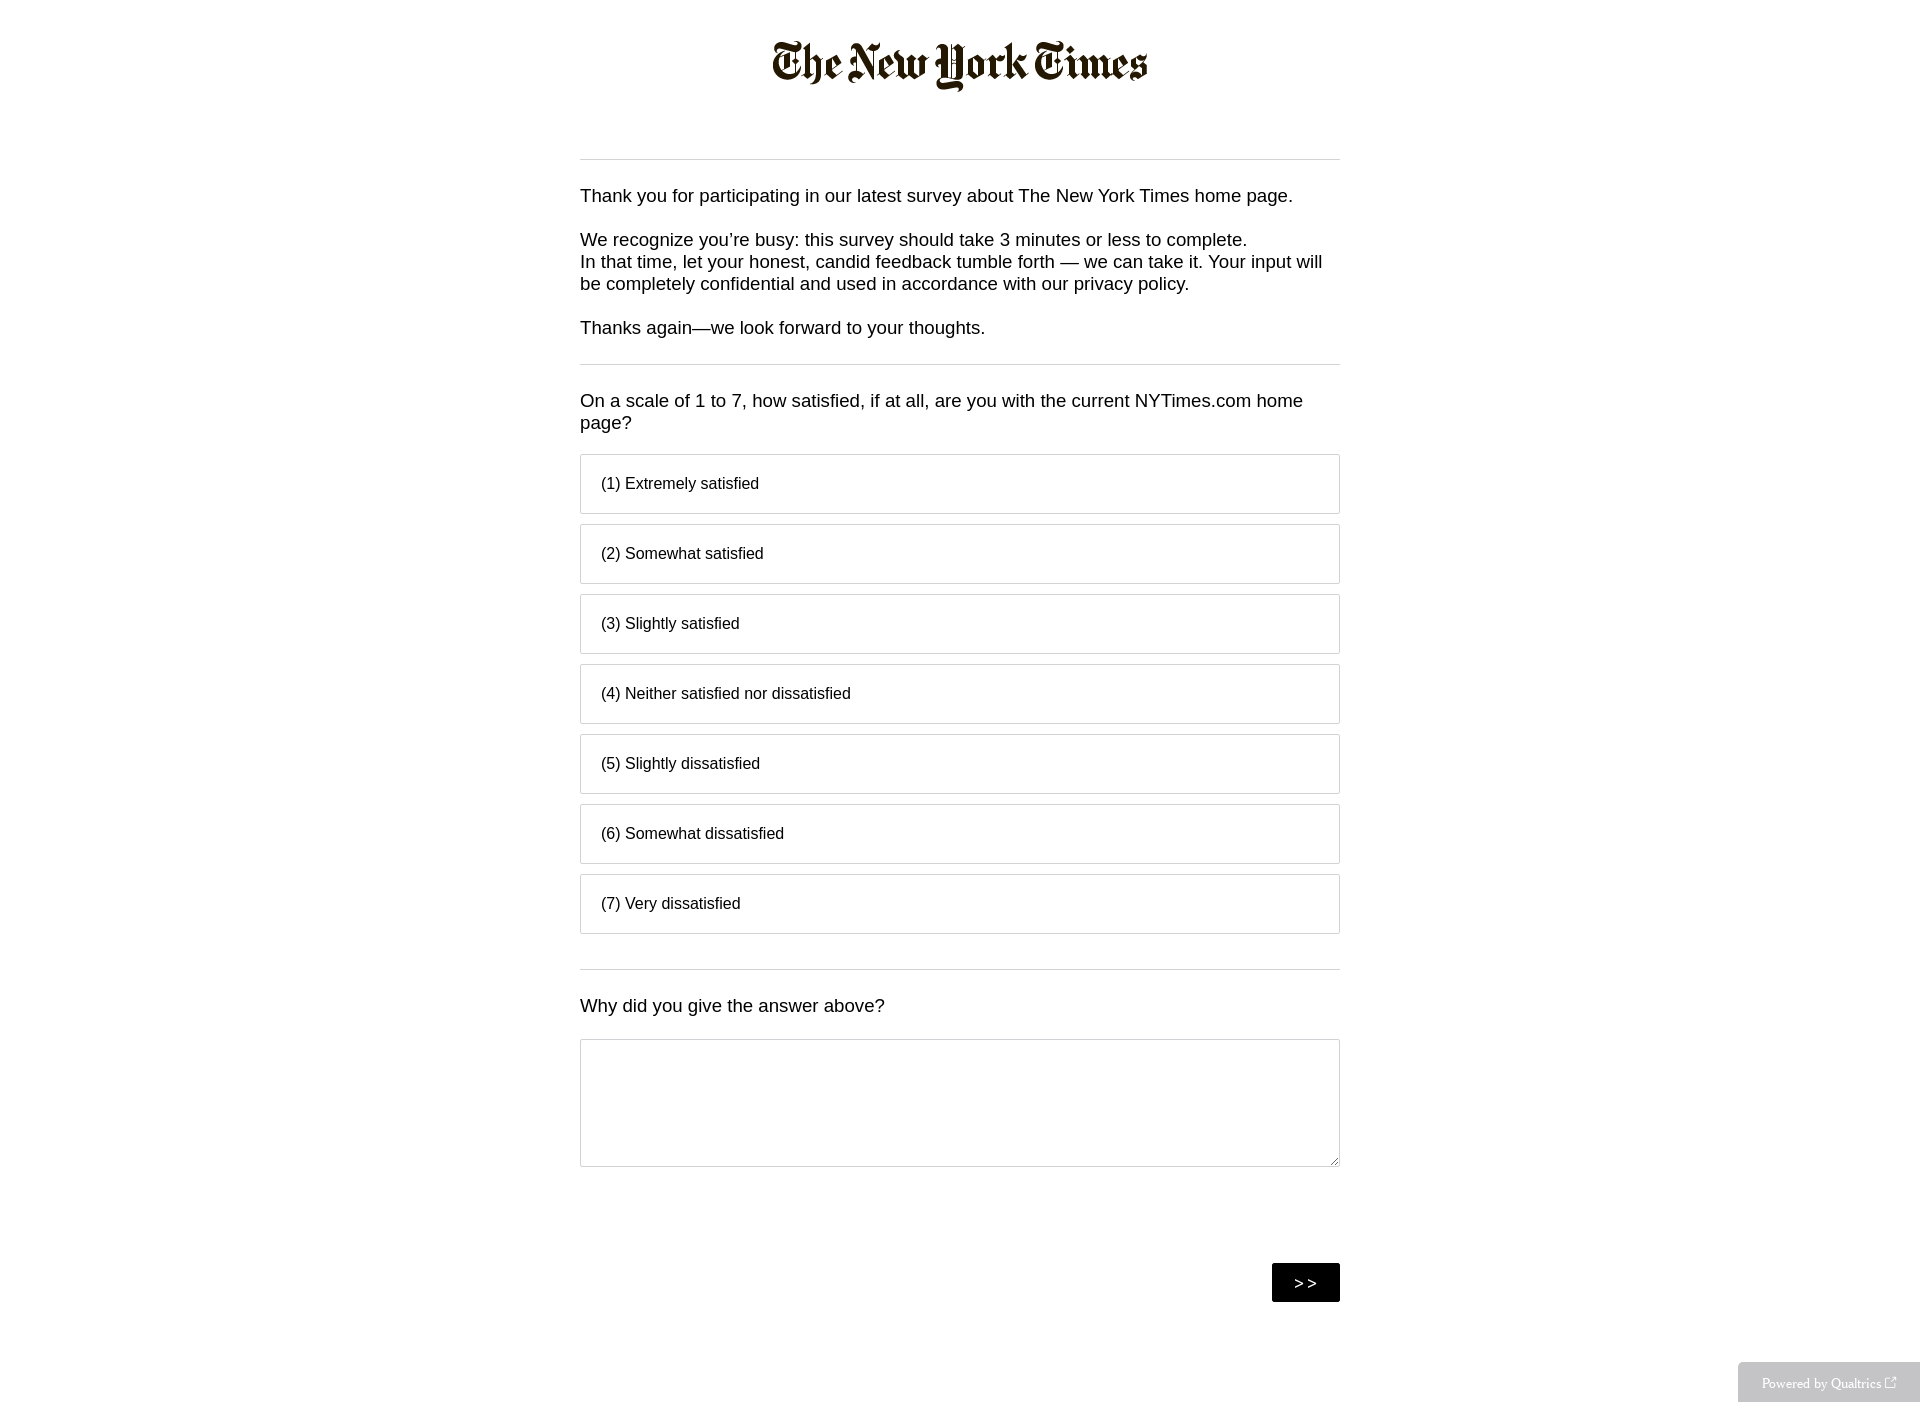 The New York Times
Thank you for participating in our latest survey about The New York Times home page.
We recognize you’re busy: this survey should take 3 minutes or less to complete.
In that time, let your honest, candid feedback tumble forth — we can take it. Your input will
be completely confidential and used in accordance with our privacy policy.
Thanks again—we look forward to your thoughts.
On a scale of 1 to 7, how satisfied, if at all, are you with the current NYTimes.com home
page?
(1) Extremely satisfied
(2) Somewhat satisfied
(3) Slightly satisfied
(4) Neither satisfied nor dissatisfied
(5) Slightly dissatisfied
(6) Somewhat dissatisfied
(7) Very dissatisfied
Why did you give the answer above?
>>
Powered by Qualtrics